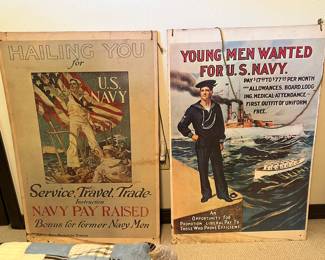 HAILING YOU
for
U.S.
NAVY
Service, Travel, Trade-
Instruction
NAVY PAY RAISED
Bonus for former Navy Men
YOUNG MEN WANTED
FOR U.S. NAVY.
PAY $17.60 TO $77.00 PER MONTH
ALLOWANCES, BOARD, LODG
ING, MEDICAL-ATTENDANCE-
FIRST OUTFIT OF UNIFORM
FREE.
AN
OPPORTUNITY FOR
PROMOTION LIBERAL PAY TO
THOSE WHO PROVE EFFICIENT